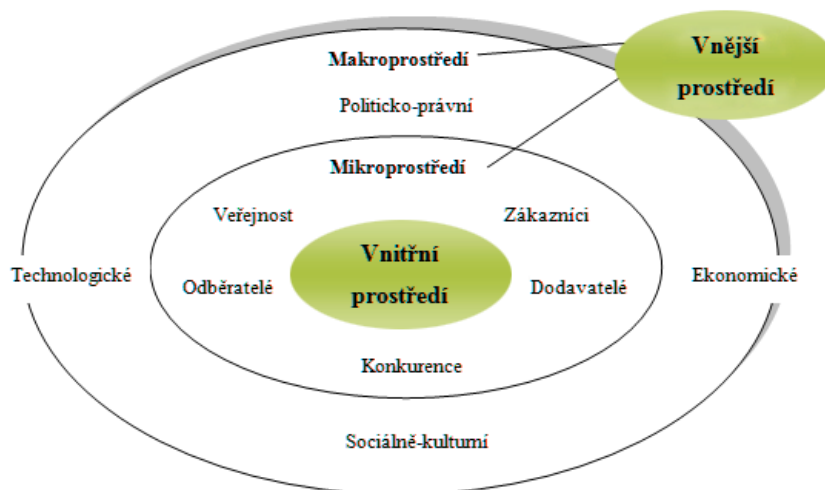 Vnější
prostředí
Makroprostředí
Politicko-právní
Mikroprostředí
Veřejnost
Zákazníci
Vnitřní
prostředí
Technologické
Odběratelé
Dodavatelé
Ekonomické
Konkurence
Sociálně-kulturní